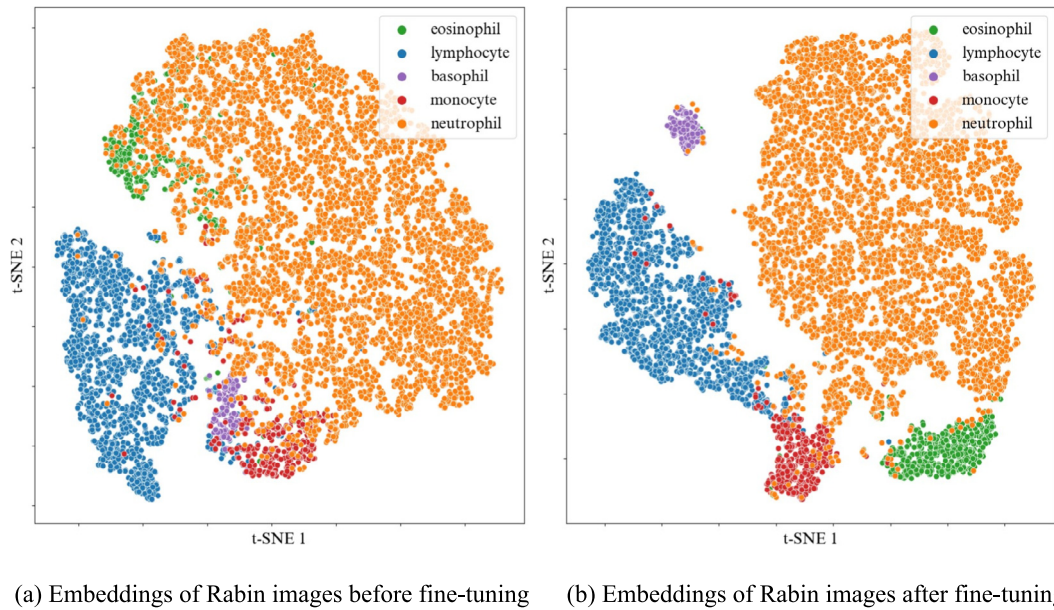 eosinophil
lymphocyte
basophil
monocyte
neutrophil
t-SNE 2
t-SNE 1
(a) Embeddings of Rabin images before fine-tuning
eosinophil
lymphocyte
basophil
monocyte
neutrophil
t-SNE 2
t-SNE 1
(b) Embeddings of Rabin images after fine-tunin